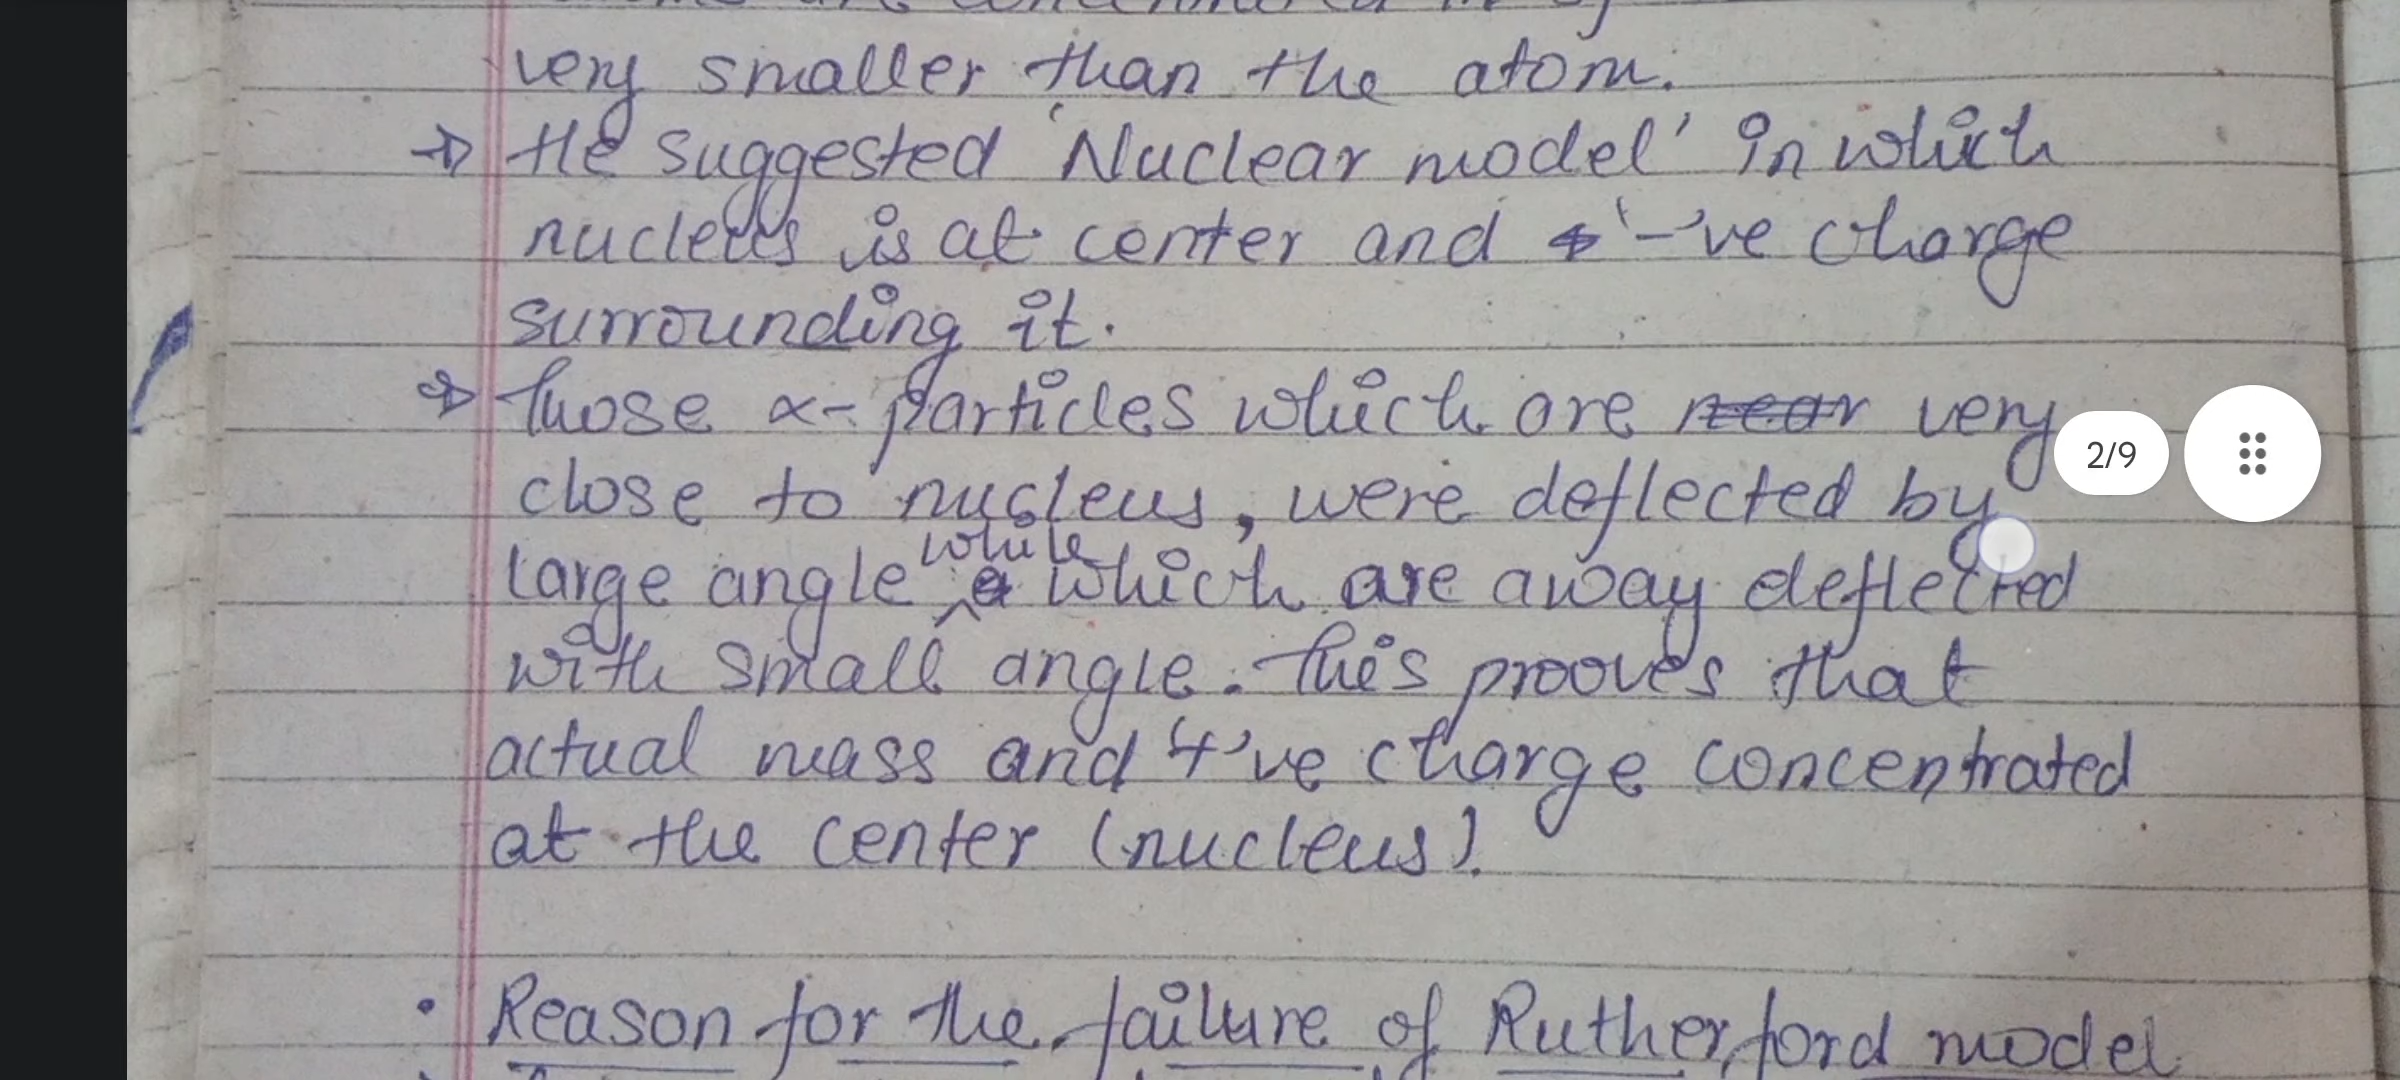 very smaller than the atom.
→ He suggested 'Nuclear model' in which
nucleus is at center and '-'ve charge
surrounding it.
→ Those α-particles which are near very
close to nucleus, were deflected by
large angle while which are away deflected
with small angle. This prooves that
actual mass and '+'ve charge concentrated
at the center (nucleus).
• Reason for the failure of Rutherford model
2/9